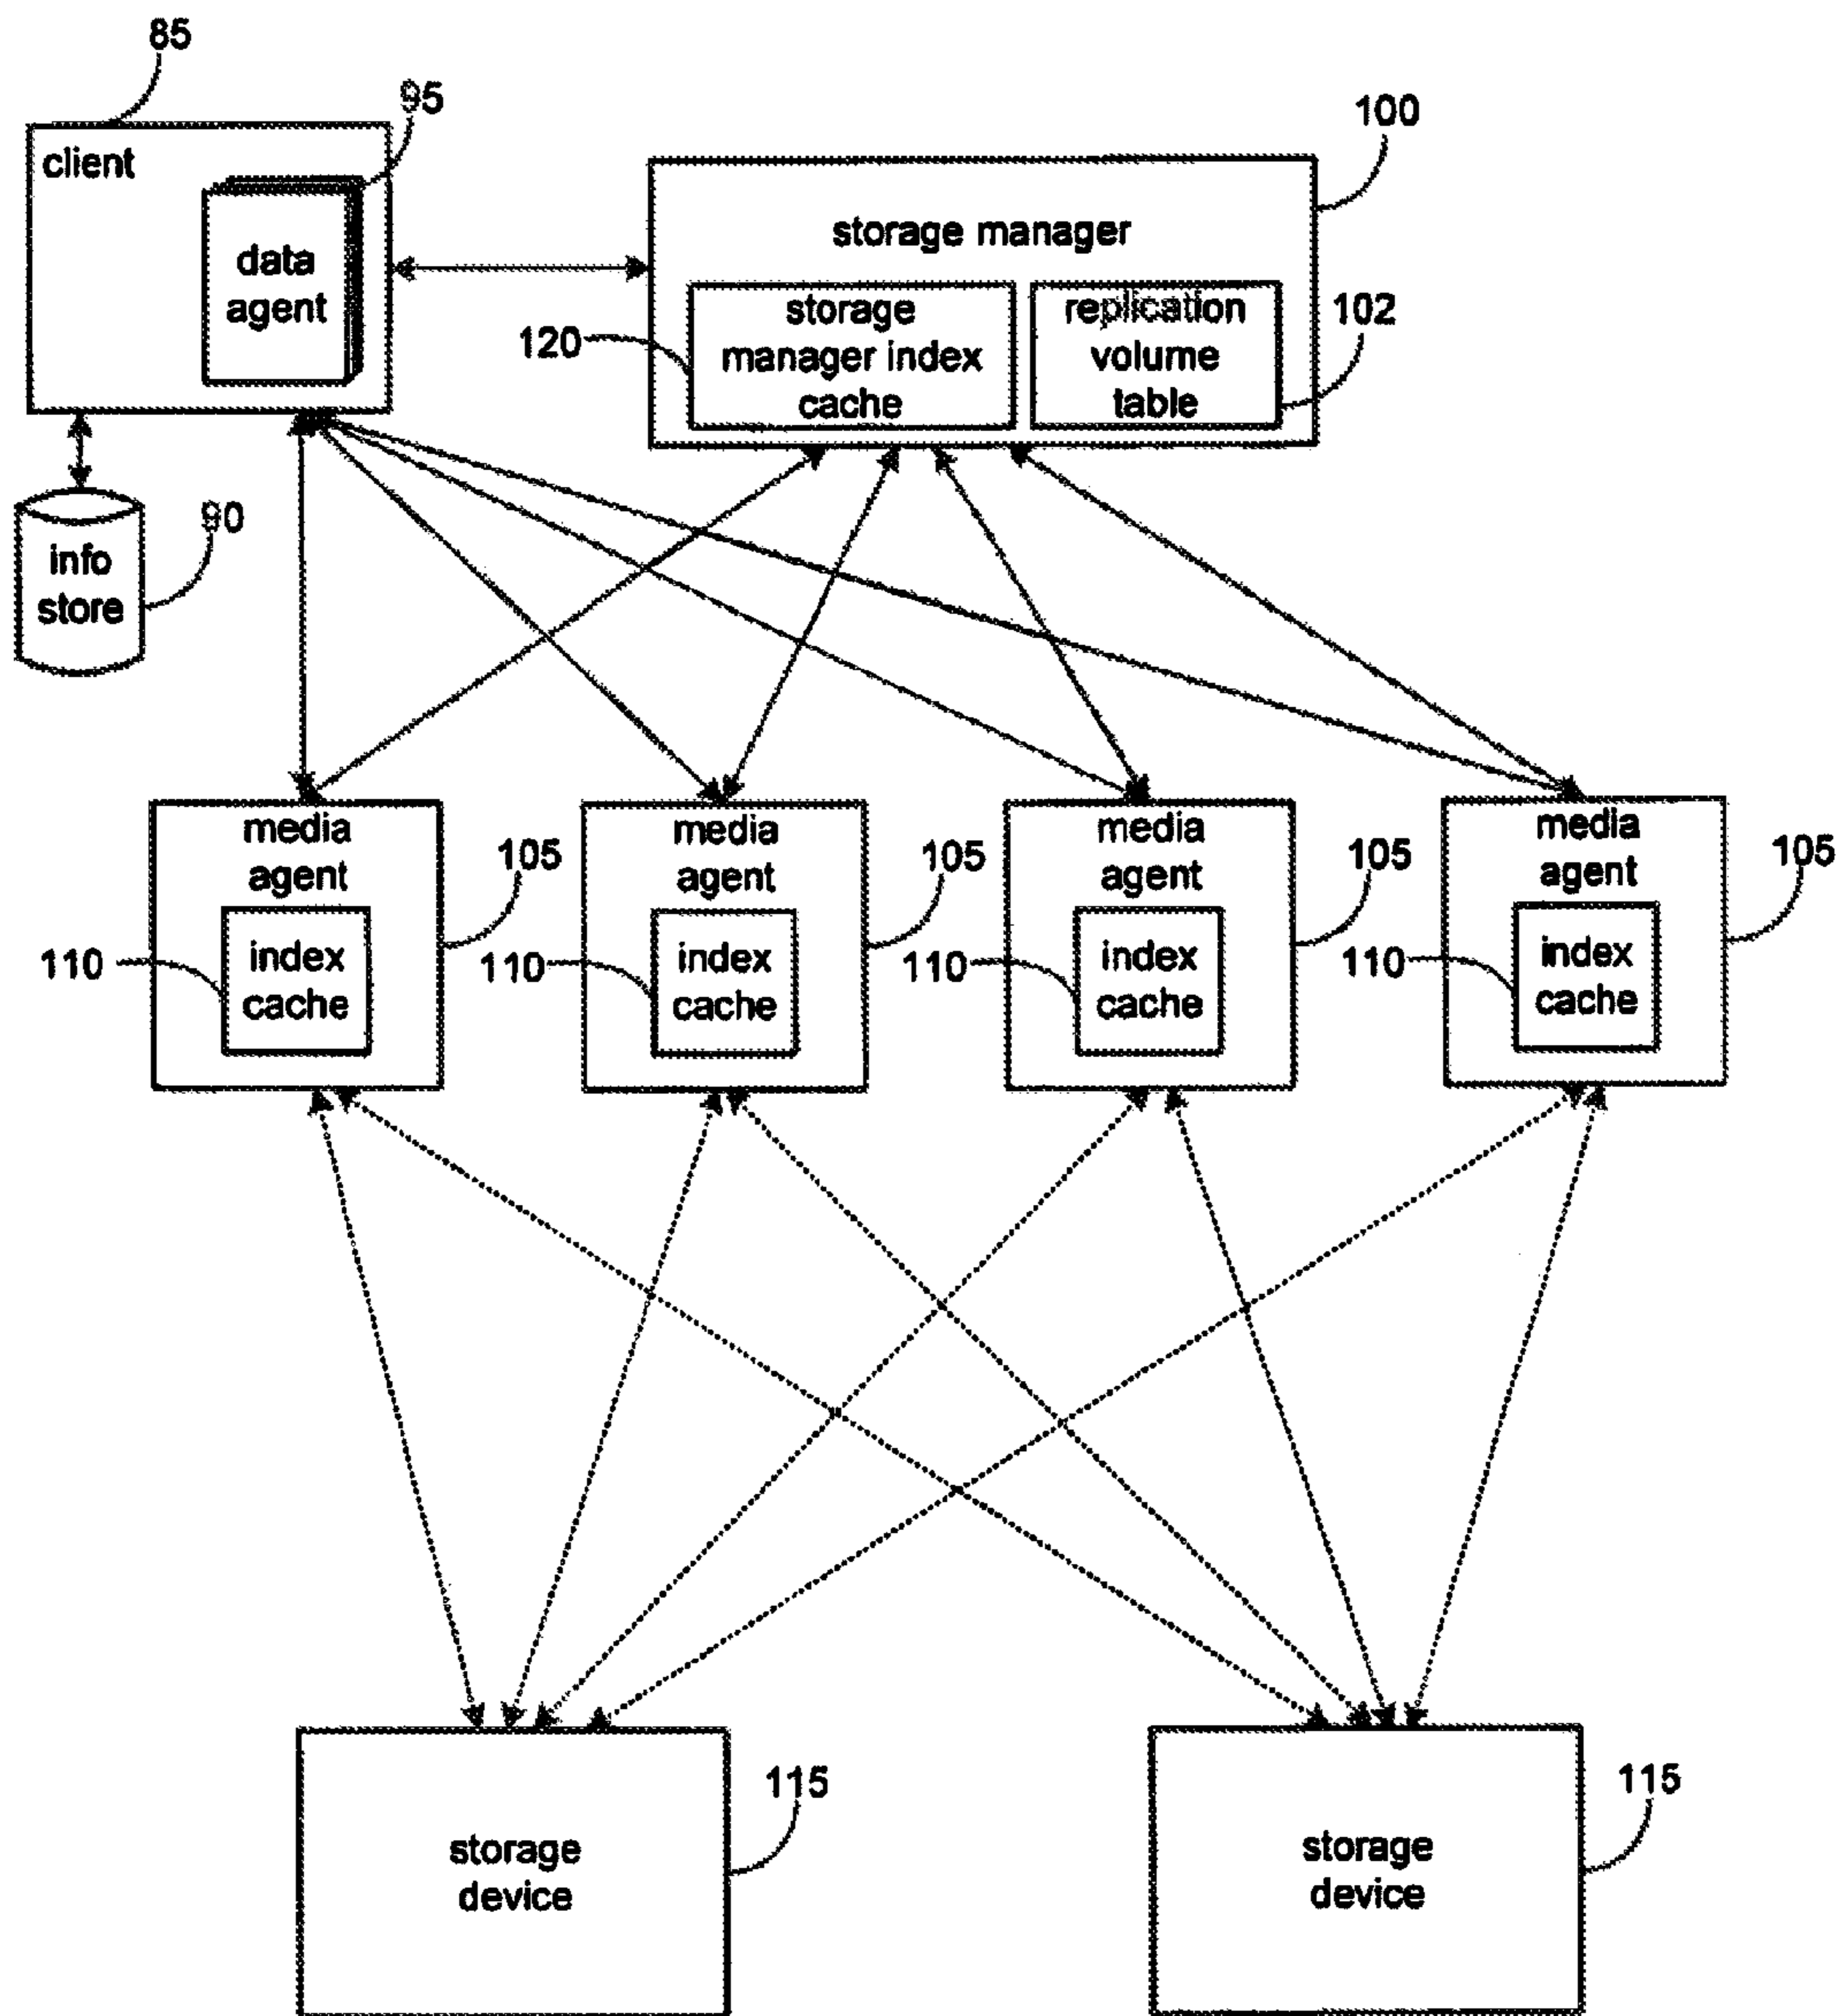 85
95
100
client
data
agent
storage manager
120
storage
manager index
cache
replication
volume
table
102
info
store
90
media
agent
105
110
index
cache
media
agent
105
110
index
cache
media
agent
105
110
index
cache
media
agent
105
110
index
cache
storage
device
115
storage
device
115